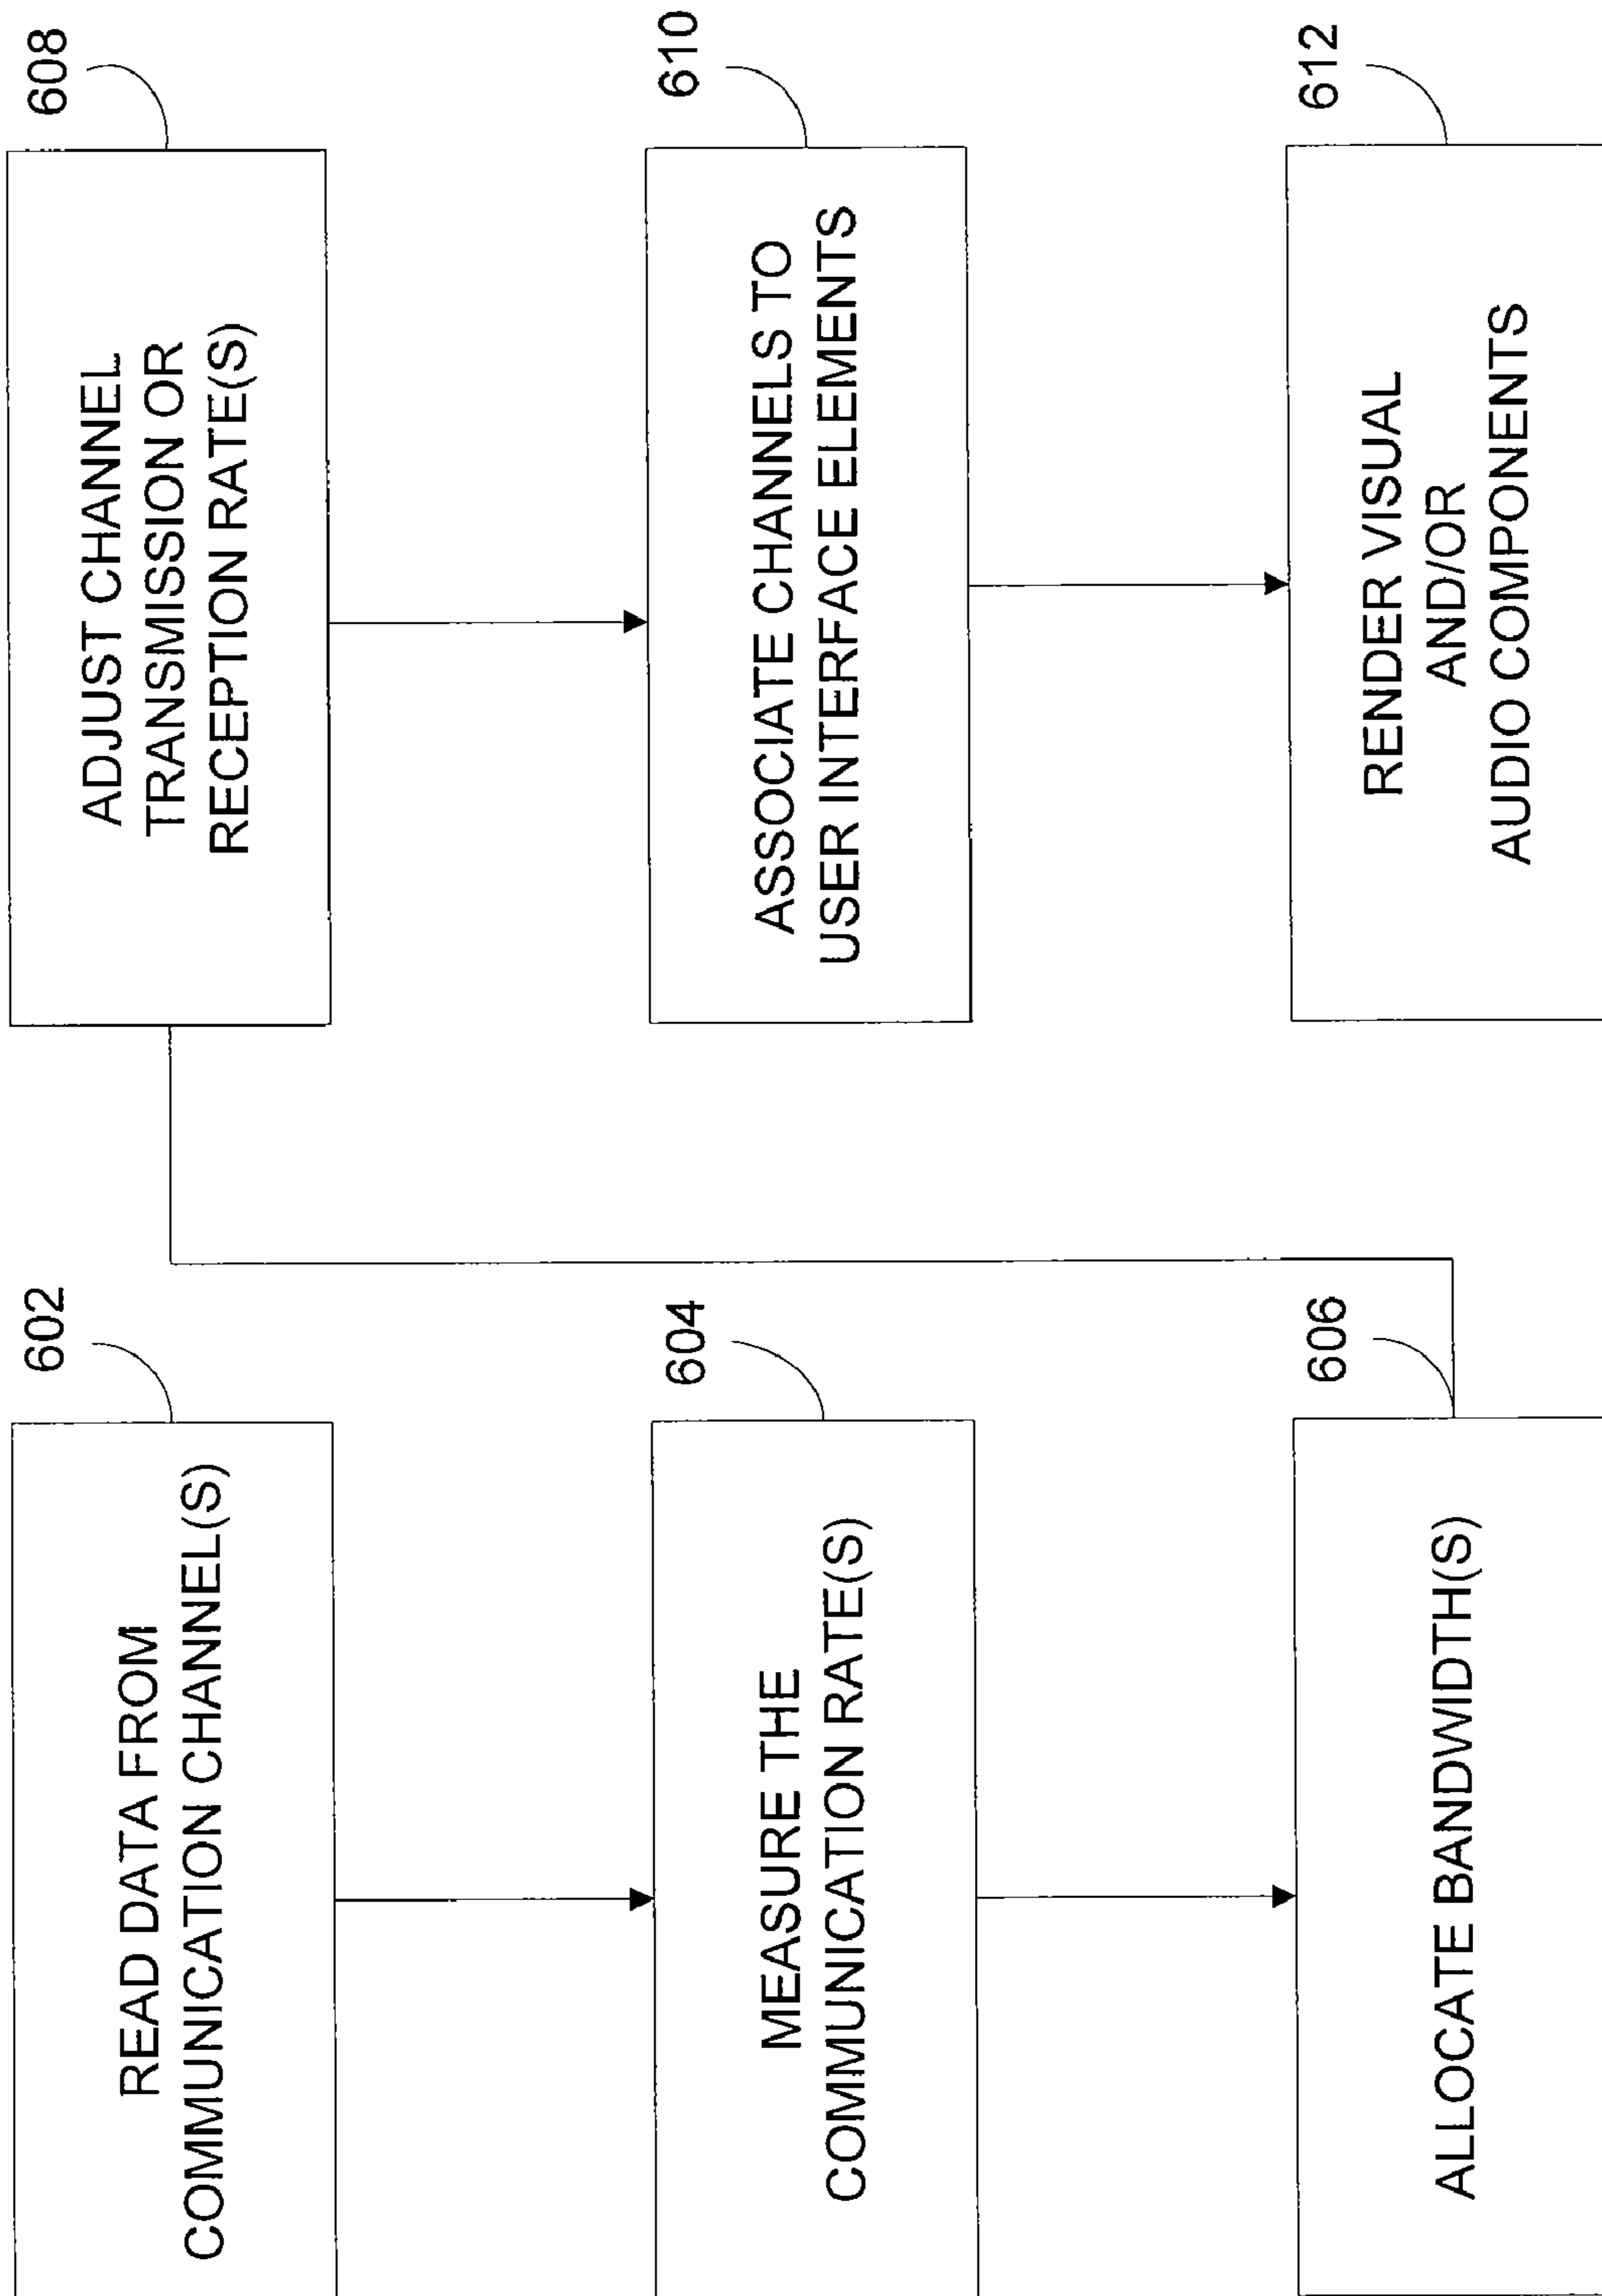 602
READ DATA FROM
COMMUNICATION CHANNEL(S)
604
MEASURE THE
COMMUNICATION RATE(S)
606
ALLOCATE BANDWIDTH(S)
608
ADJUST CHANNEL
TRANSMISSION OR
RECEPTION RATE(S)
610
ASSOCIATE CHANNELS TO
USER INTERFACE ELEMENTS
612
RENDER VISUAL
AND/OR
AUDIO COMPONENTS